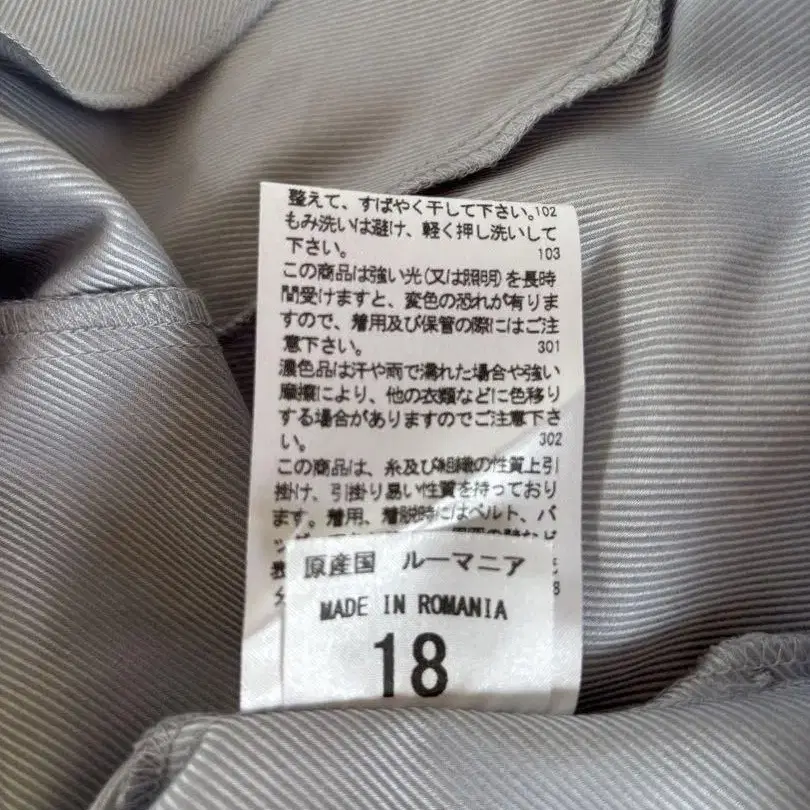 整えて、すばやく干して下さい。102
もみ洗いは避け、軽く押し洗いして
下さい。 103
この商品は強い光(又は照明)を長時
間受けますと、変色の恐れが有りま
すので、着用及び保管の際にはご注
意下さい。 301
濃色品は汗や雨で濡れた場合や強い
摩擦により、他の衣類などに色移り
する場合がありますのでご注意下さ
い。 302
この商品は、糸及び組織の性質上引
掛け、引掛り易い性質を持っており
ます。着用、着脱時にはベルト、バ
原産国 ルーマニア
MADE IN ROMANIA
18